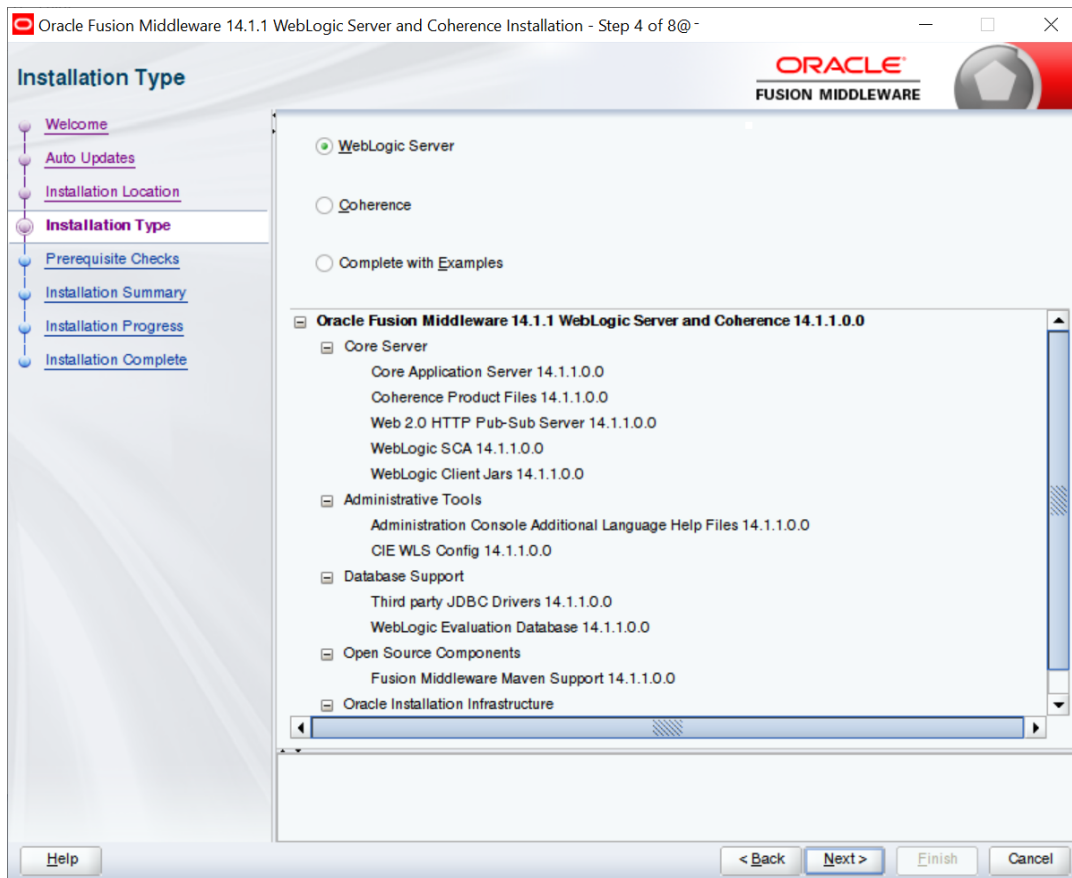 Oracle Fusion Middleware 14.1.1 WebLogic Server and Coherence Installation - Step 4 of 8@
Installation Type
ORACLE
FUSION MIDDLEWARE
Welcome
Auto Updates
Installation Location
Installation Type
Prerequisite Checks
Installation Summary
Installation Progress
Installation Complete
WebLogic Server
Coherence
Complete with Examples
Oracle Fusion Middleware 14.1.1 WebLogic Server and Coherence 14.1.1.0.0
Core Server
Core Application Server 14.1.1.0.0
Coherence Product Files 14.1.1.0.0
Web 2.0 HTTP Pub-Sub Server 14.1.1.0.0
WebLogic SCA 14.1.1.0.0
WebLogic Client Jars 14.1.1.0.0
Administrative Tools
Administration Console Additional Language Help Files 14.1.1.0.0
CIE WLS Config 14.1.1.0.0
Database Support
Third party JDBC Drivers 14.1.1.0.0
WebLogic Evaluation Database 14.1.1.0.0
Open Source Components
Fusion Middleware Maven Support 14.1.1.0.0
Oracle Installation Infrastructure
Help
< Back
Next >
Finish
Cancel